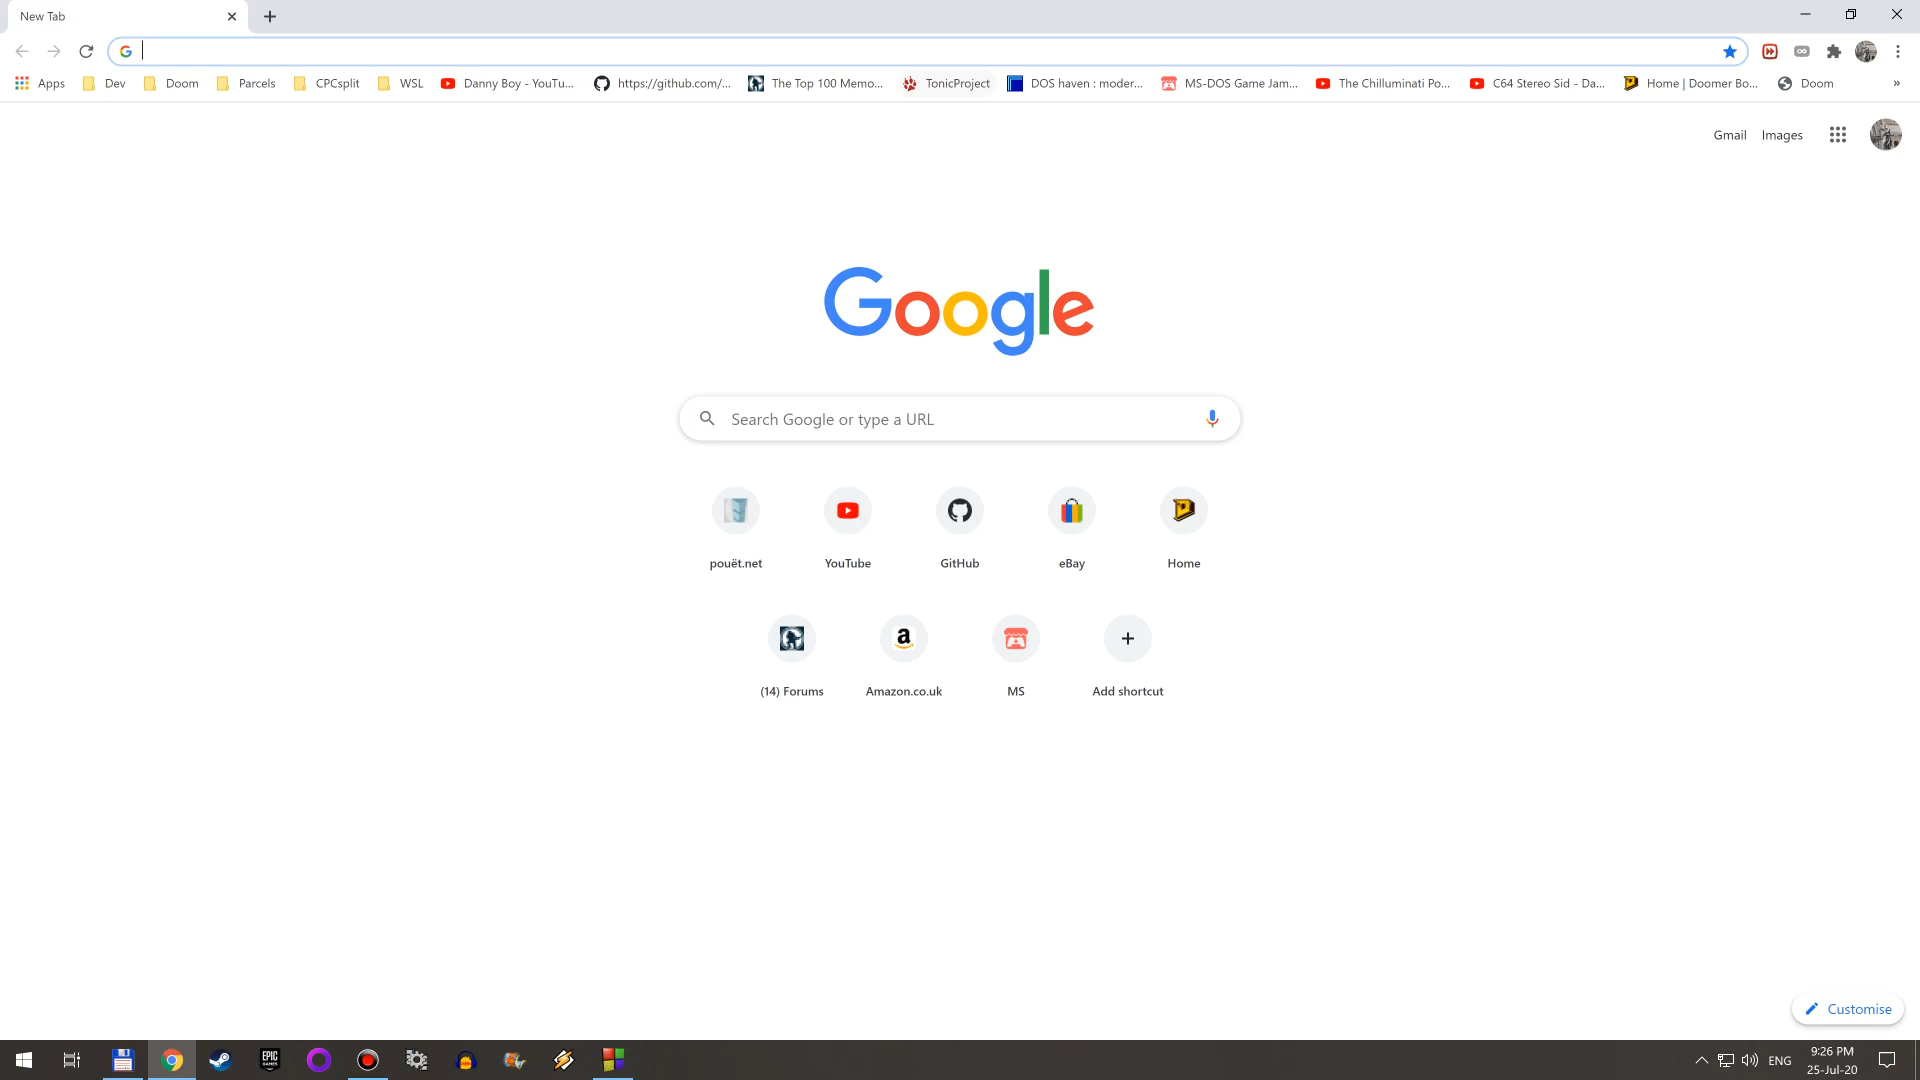 New Tab
Apps Dev Doom Parcels CPCsplit WSL Danny Boy - YouTu... https://github.com/... The Top 100 Memo... TonicProject DOS haven : moder... MS-DOS Game Jam... The Chilluminati Po... C64 Stereo Sid - Da... Home | Doomer Bo... Doom »
Gmail Images
Google
Search Google or type a URL
pouët.net YouTube GitHub eBay Home
(14) Forums Amazon.co.uk MS Add shortcut
Customise
EPIC GAMES
ENG
9:26 PM
25-Jul-20